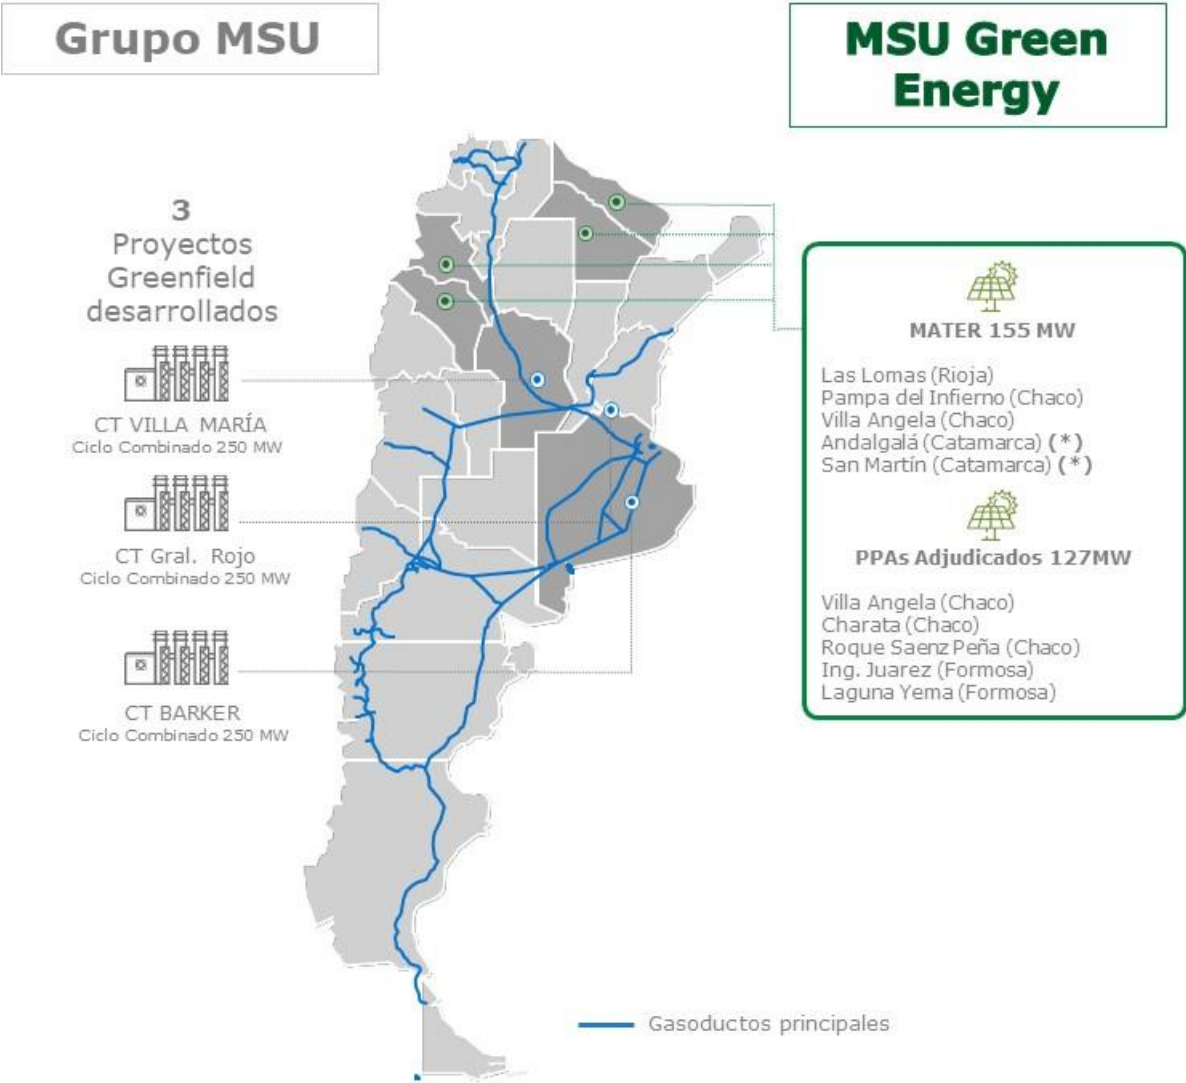 Grupo MSU
MSU Green
Energy
3
Proyectos
Greenfield
desarrollados
CT VILLA MARÍA
Ciclo Combinado 250 MW
CT Gral. Rojo
Ciclo Combinado 250 MW
CT BARKER
Ciclo Combinado 250 MW
MATER 155 MW
Las Lomas (Rioja)
Pampa del Infierno (Chaco)
Villa Angela (Chaco)
Andalgalá (Catamarca) (*)
San Martín (Catamarca) (*)
PPAs Adjudicados 127MW
Villa Angela (Chaco)
Charata (Chaco)
Roque Saenz Peña (Chaco)
Ing. Juarez (Formosa)
Laguna Yema (Formosa)
Gasoductos principales